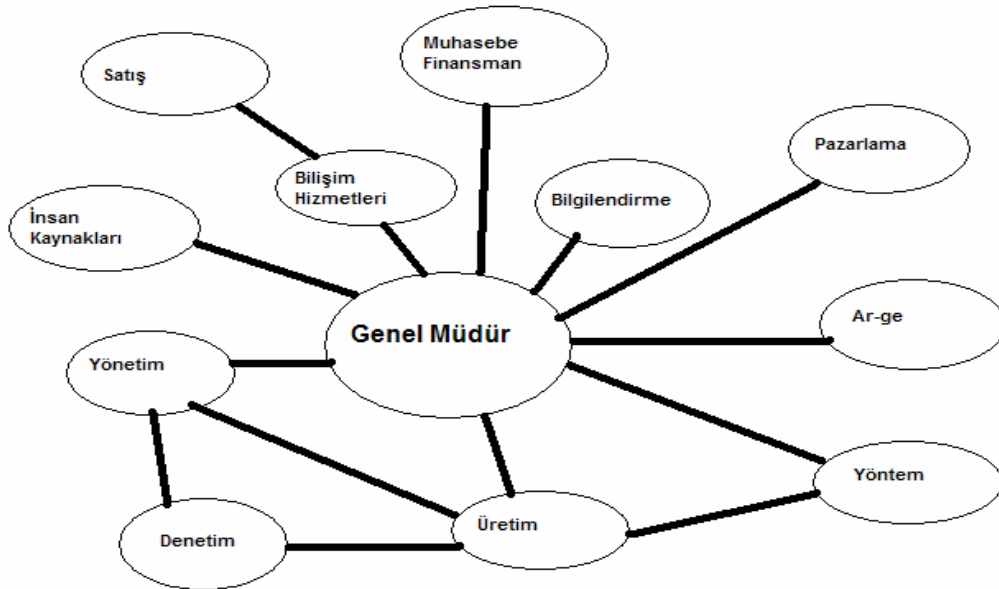 Muhasebe
Finansman
Satış
Pazarlama
Bilişim
Hizmetleri
Bilgilendirme
İnsan
Kaynakları
Genel Müdür
Ar-ge
Yönetim
Yöntem
Üretim
Denetim